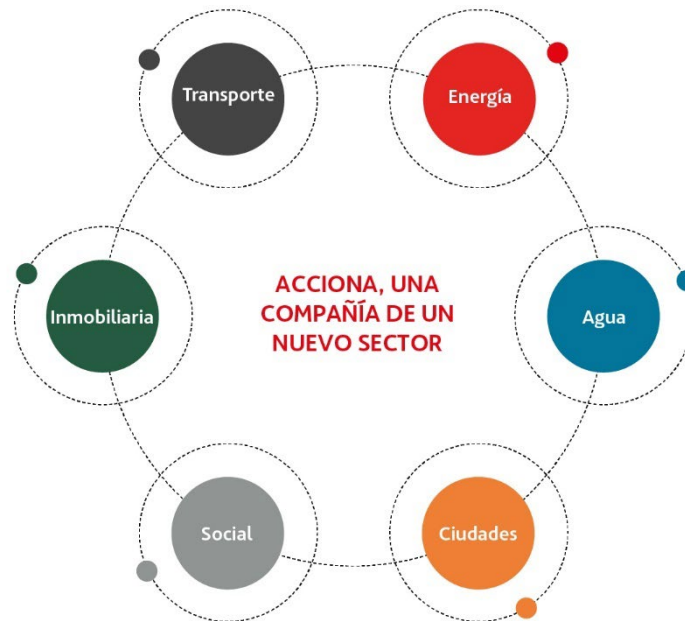 Transporte
Energía
Inmobiliaria
ACCIONA, UNA
COMPAÑÍA DE UN
NUEVO SECTOR
Agua
Social
Ciudades